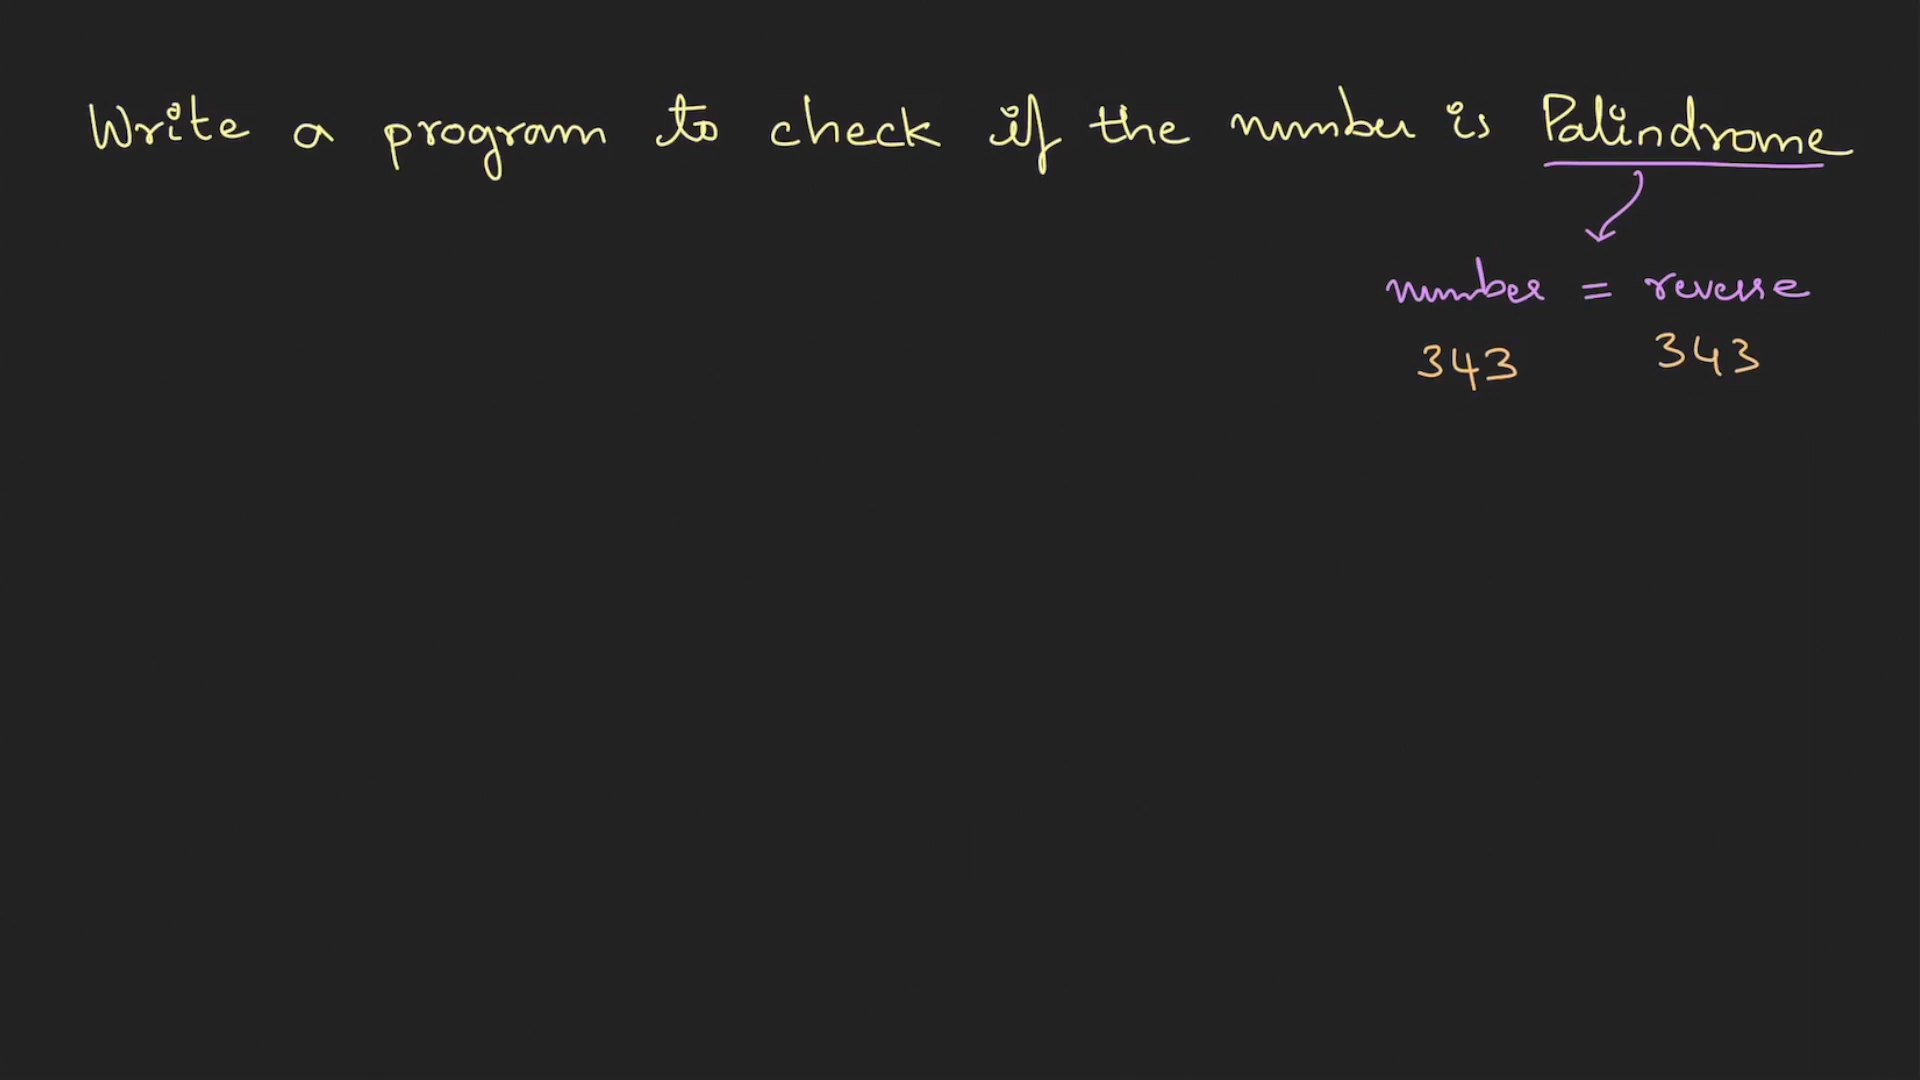 Write a program to check if the number is Palindrome
number = reverse
343 343